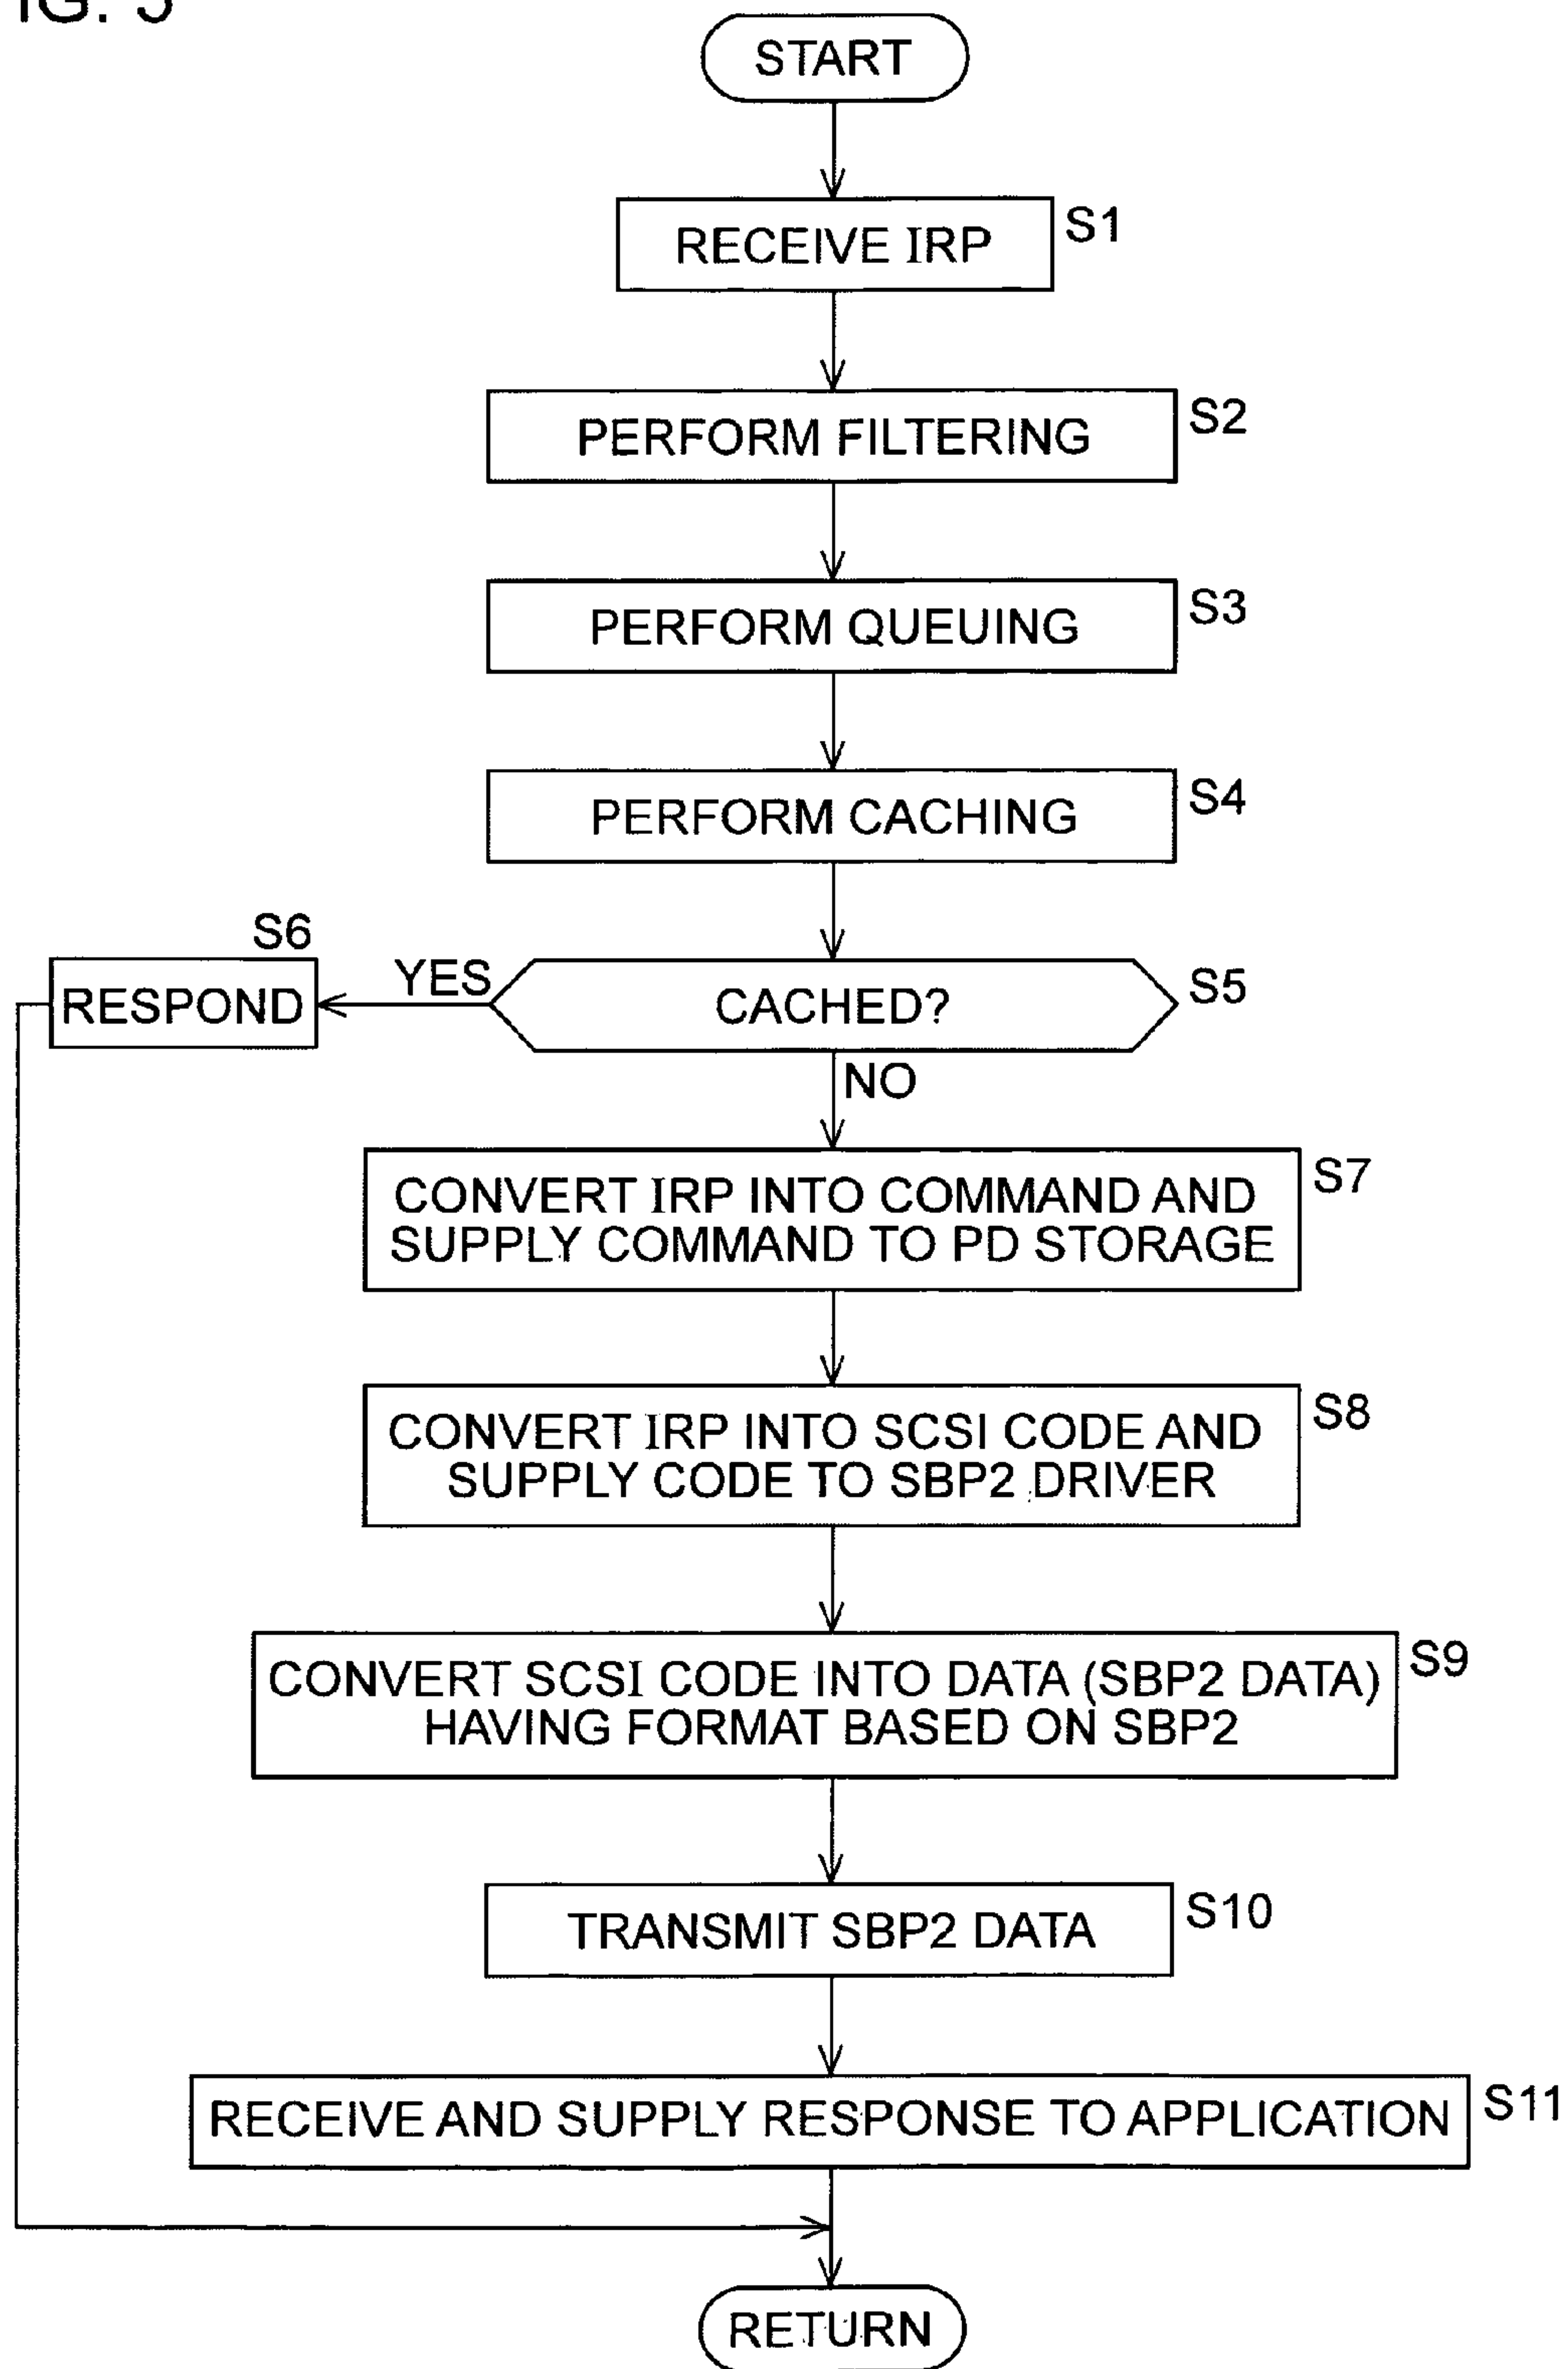 IG. 5
START
RECEIVE IRP
S1
PERFORM FILTERING
S2
PERFORM QUEUING
S3
PERFORM CACHING
S4
S6
RESPOND
YES
CACHED?
S5
NO
CONVERT IRP INTO COMMAND AND
SUPPLY COMMAND TO PD STORAGE
S7
CONVERT IRP INTO SCSI CODE AND
SUPPLY CODE TO SBP2 DRIVER
S8
CONVERT SCSI CODE INTO DATA (SBP2 DATA)
HAVING FORMAT BASED ON SBP2
S9
TRANSMIT SBP2 DATA
S10
RECEIVE AND SUPPLY RESPONSE TO APPLICATION
S11
RETURN